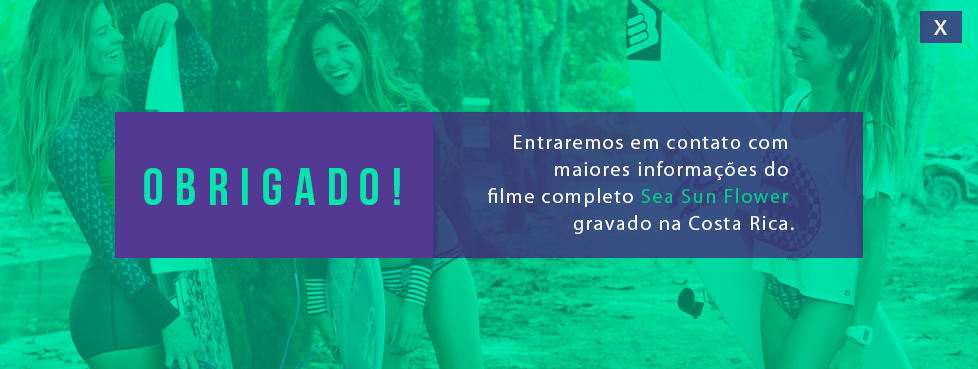 X
OBRIGADO!
Entraremos em contato com
maiores informações do
filme completo Sea Sun Flower
gravado na Costa Rica.